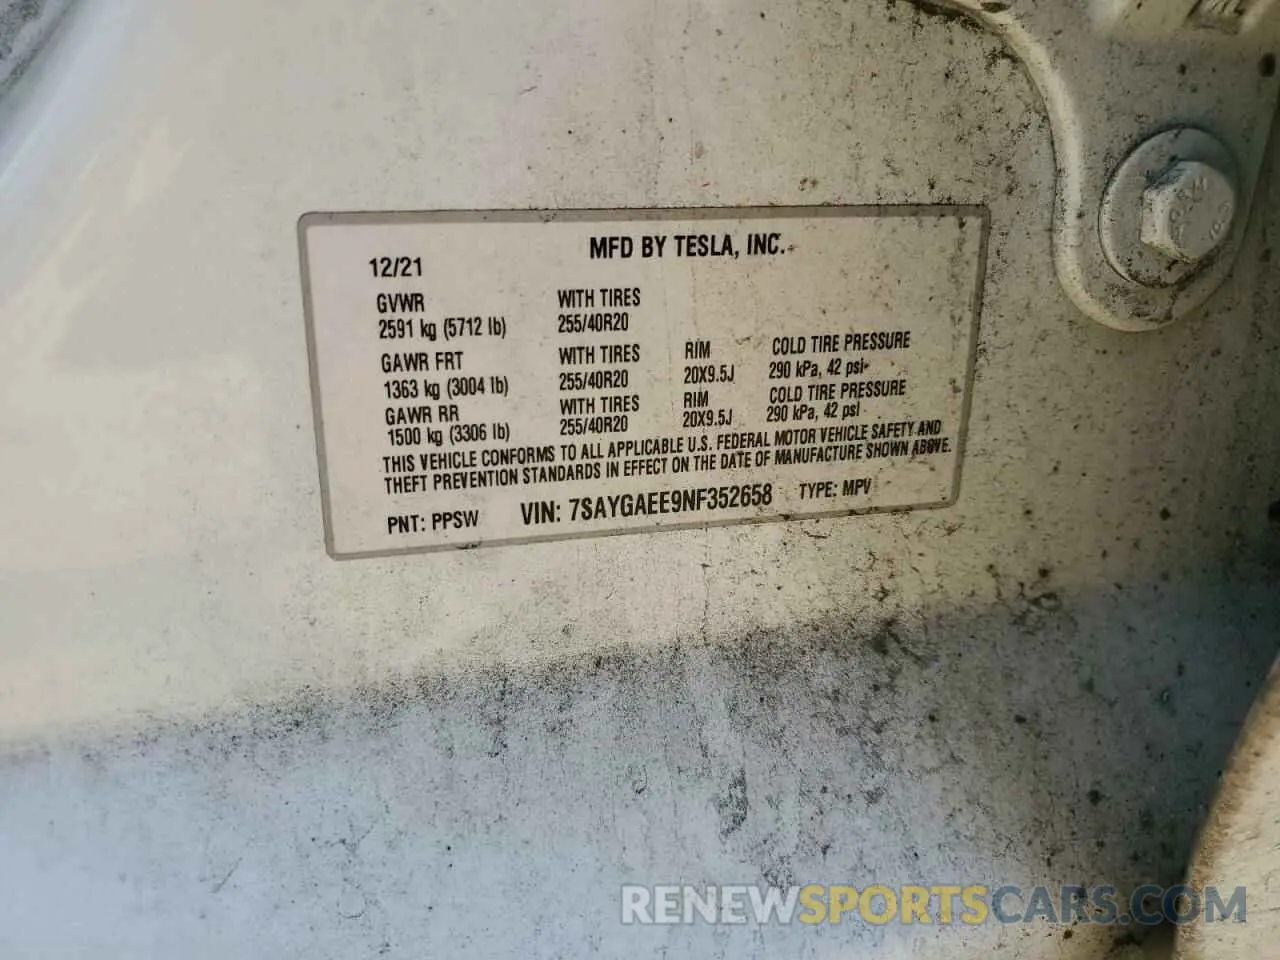 MFD BY TESLA, INC.
12/21
GVWR WITH TIRES
2591 kg (5712 lb) 255/40R20
GAWR FRT WITH TIRES RIM COLD TIRE PRESSURE
1363 kg (3004 lb) 255/40R20 20X9.5J 290 kPa, 42 psi
GAWR RR WITH TIRES RIM COLD TIRE PRESSURE
1500 kg (3306 lb) 255/40R20 20X9.5J 290 kPa, 42 psi
THIS VEHICLE CONFORMS TO ALL APPLICABLE U.S. FEDERAL MOTOR VEHICLE SAFETY AND
THEFT PREVENTION STANDARDS IN EFFECT ON THE DATE OF MANUFACTURE SHOWN ABOVE.
PNT: PPSW VIN: 7SAYGAEE9NF352658 TYPE: MPV
RENEWSPORTSCARS.COM